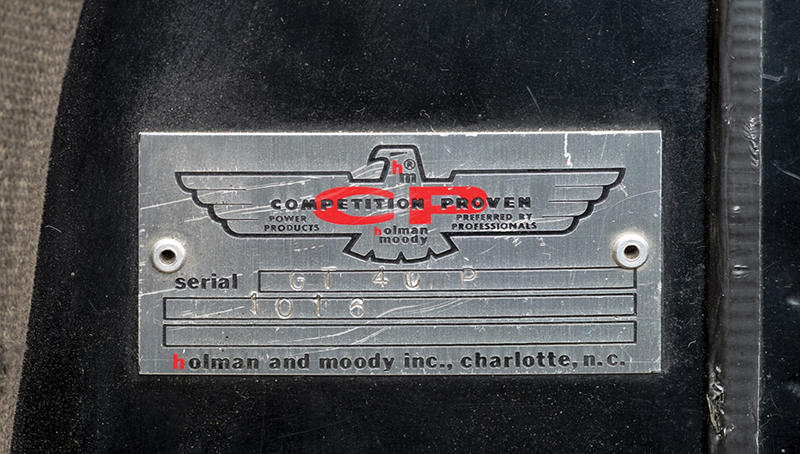 h®
m
CP
COMPETITION PROVEN
POWER
PRODUCTS
PREFERRED BY
PROFESSIONALS
holman
moody
serial GT 40 P
1016
holman and moody inc., charlotte, n.c.